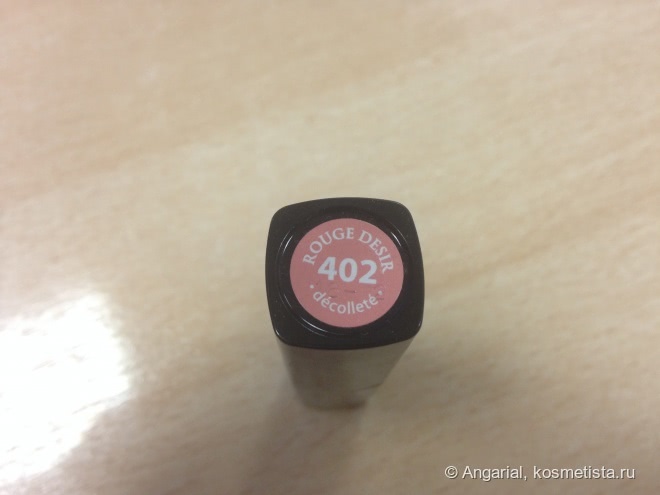 ROUGE DESIR
402
• décolleté •
© Angarial, kosmetista.ru